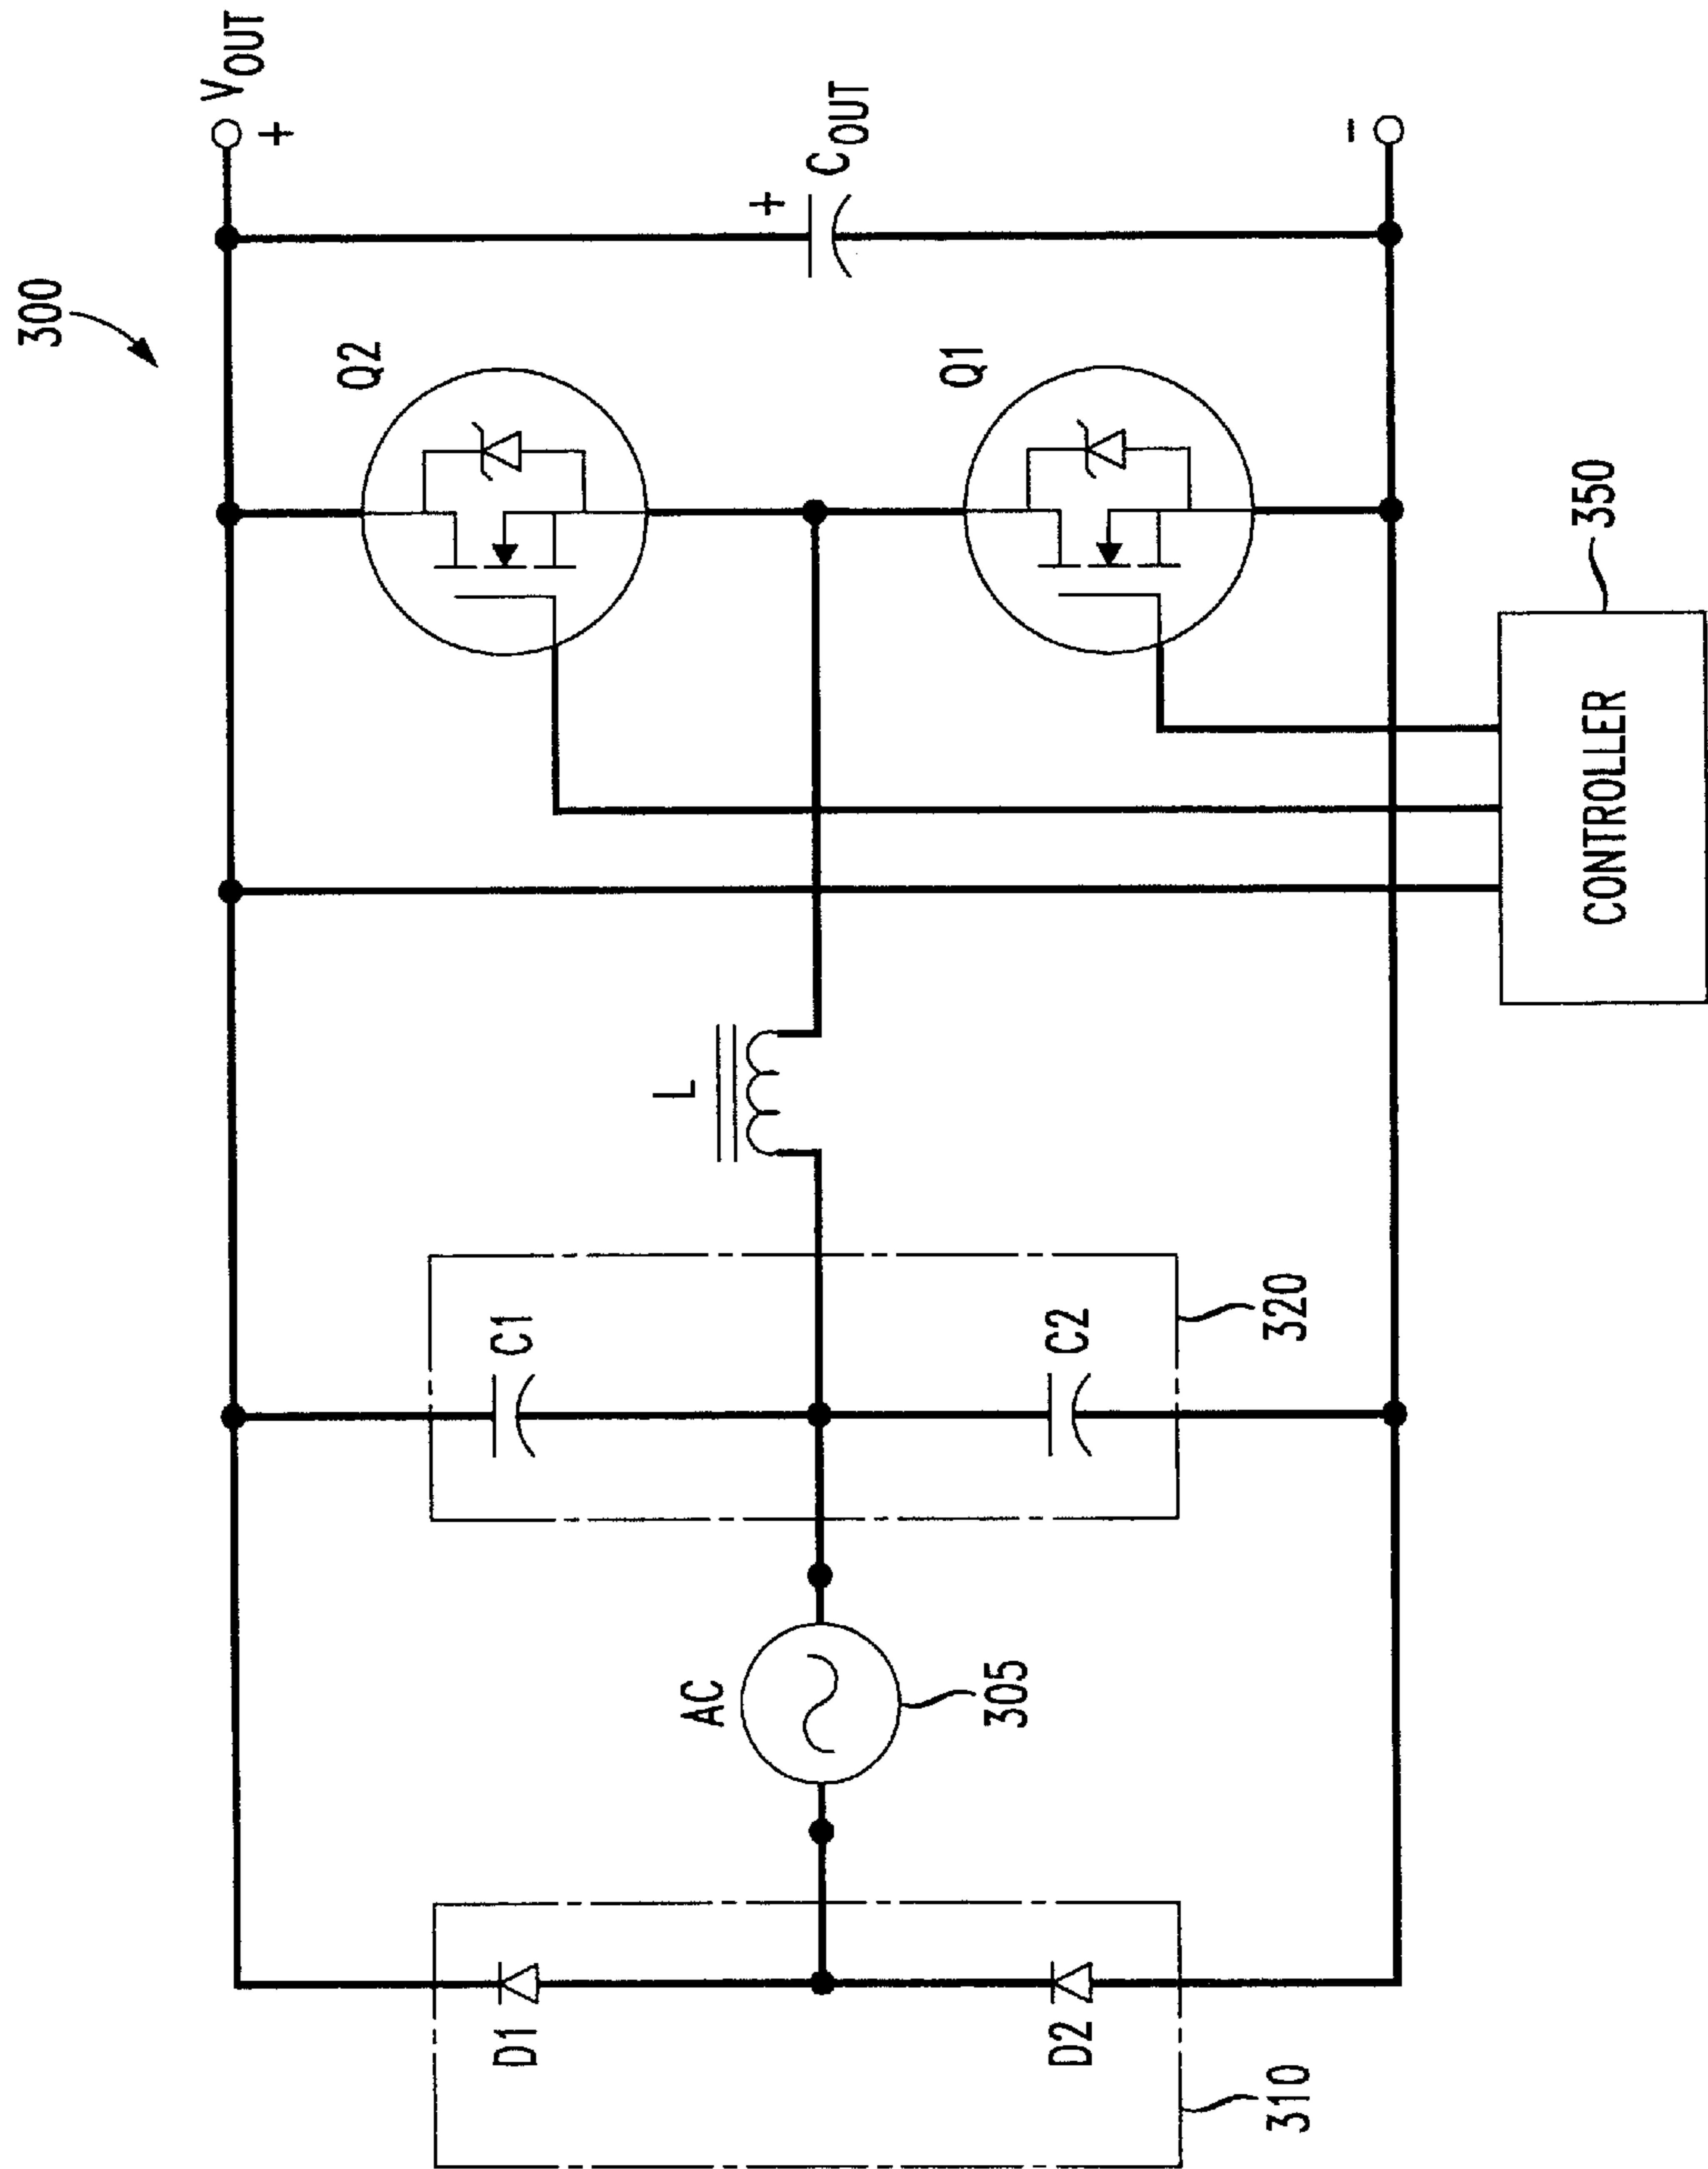 300
V_OUT
+
Q2
+
C_OUT
Q1
-
L
C1
C2
320
AC
305
D1
D2
310
CONTROLLER
350